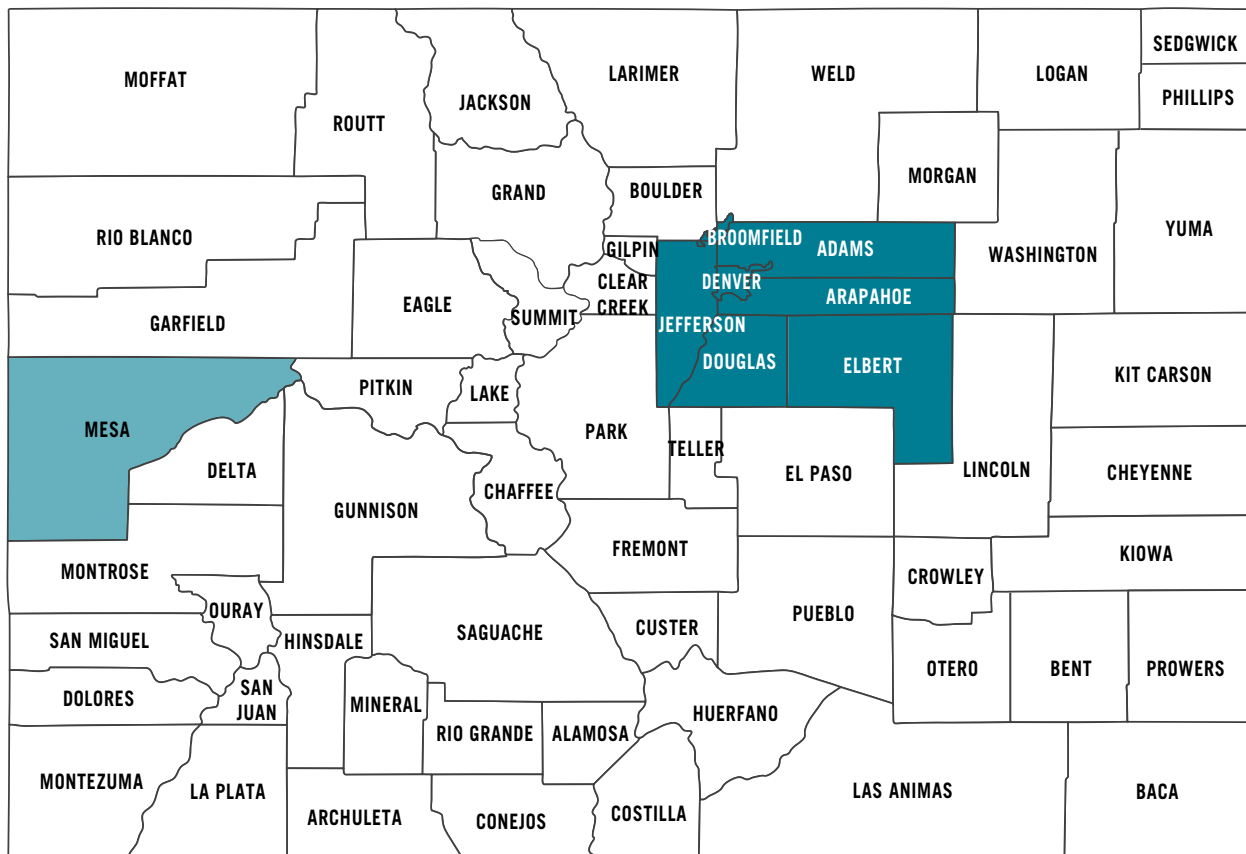 SEDGWICK
LARIMER
WELD
LOGAN
MOFFAT
PHILLIPS
JACKSON
ROUTT
MORGAN
GRAND
BOULDER
YUMA
RIO BLANCO
BROOMFIELD
GILPIN
ADAMS
WASHINGTON
CLEAR
CREEK
DENVER
EAGLE
ARAPAHOE
SUMMIT
GARFIELD
JEFFERSON
DOUGLAS
ELBERT
KIT CARSON
PITKIN
LAKE
MESA
PARK
TELLER
DELTA
LINCOLN
EL PASO
CHEYENNE
CHAFFEE
GUNNISON
FREMONT
KIOWA
MONTROSE
CROWLEY
OURAY
PUEBLO
SAN MIGUEL
HINSDALE
SAGUACHE
CUSTER
OTERO
BENT
PROWERS
DOLORES
SAN
JUAN
MINERAL
HUERFANO
RIO GRANDE
ALAMOSA
MONTEZUMA
LA PLATA
LAS ANIMAS
BACA
COSTILLA
ARCHULETA
CONEJOS